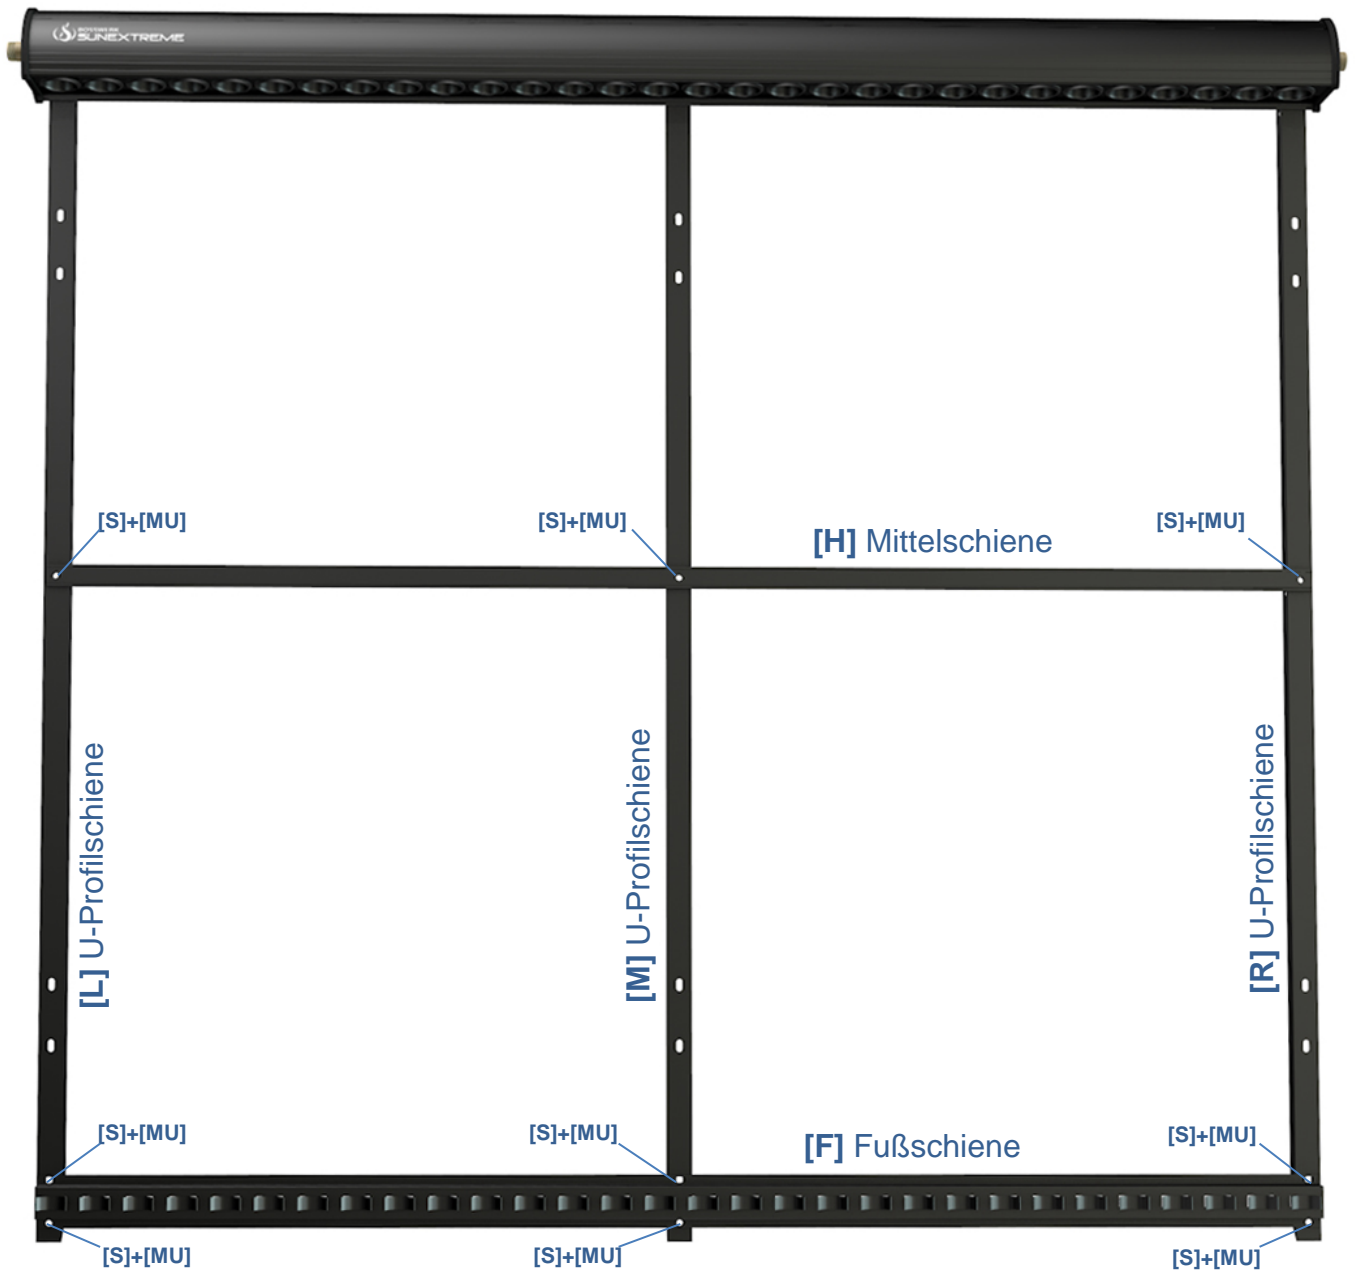 SUNEXTREME
[S]+[MU] [S]+[MU] [S]+[MU]
[H] Mittelschiene
[L] U-Profilschiene
[M] U-Profilschiene
[R] U-Profilschiene
[S]+[MU] [S]+[MU] [S]+[MU]
[F] Fußschiene
[S]+[MU] [S]+[MU] [S]+[MU]